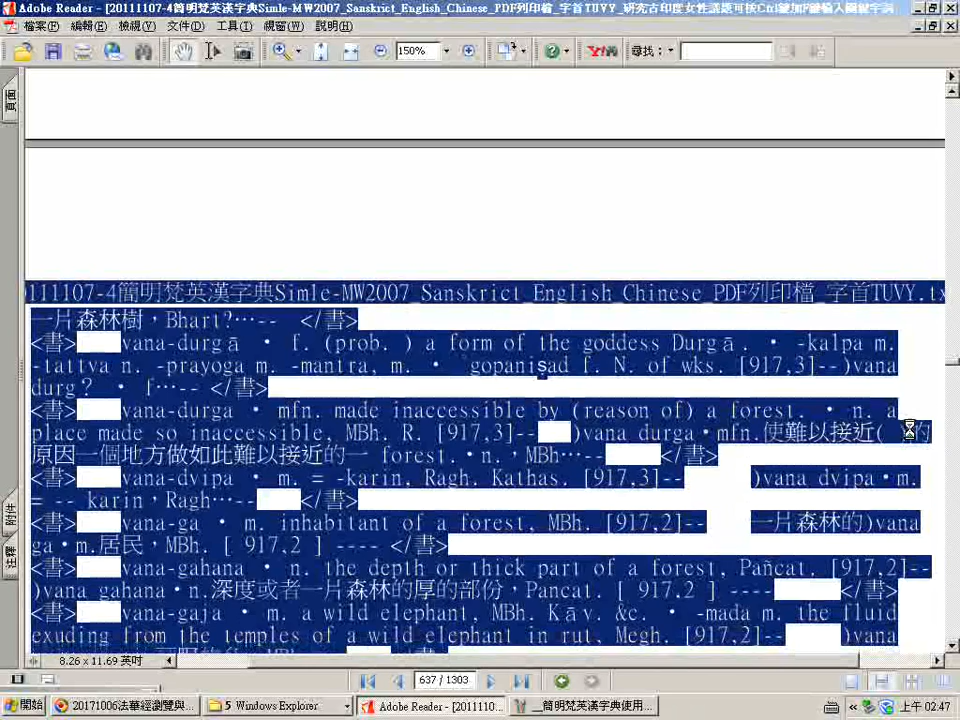 Adobe Reader - [20111107-4簡明梵英漢字典Simle-MW2007_Sanskrict_English_Chinese_PDF列印檔_字首TUVY_研究古印度女性議題可按Ctrl鍵加F鍵輸入關鍵字詞
檔案(F) 編輯(E) 檢視(V) 文件(D) 工具(T) 視窗(W) 說明(H)
150% Y! 尋找:
頁面
附件
註釋
111107-4簡明梵英漢字典Simle-MW2007_Sanskrict_English_Chinese_PDF列印檔_字首TUVY.tx
一片森林樹，Bhart?…-- </書>
<書> vana-durgā ‧ f. (prob. ) a form of the goddess Durgā. ‧ -kalpa m.
-tattva n. -prayoga m. -mantra, m. ‧ gopaniṣad f. N. of wks. [917,3]--)vana
durg? ‧ f…-- </書>
<書> vana-durga ‧ mfn. made inaccessible by (reason of) a forest. ‧ n. a
place made so inaccessible, MBh. R. [917,3]-- )vana durga‧mfn.使難以接近( 的
原因一個地方做如此難以接近的一 forest.‧n.，MBh…-- </書>
<書> vana-dvipa ‧ m. = -karin, Ragh. Kathas. [917,3]-- )vana dvipa‧m.
= -- karin，Ragh…-- </書>
<書> vana-ga ‧ m. inhabitant of a forest, MBh. [917,2]-- 一片森林的)vana
ga‧m.居民，MBh. [ 917,2 ] ---- </書>
<書> vana-gahana ‧ n. the depth or thick part of a forest, Pañcat. [917,2]--
)vana gahana‧n.深度或者一片森林的厚的部份，Pancat. [ 917,2 ] ---- </書>
<書> vana-gaja ‧ m. a wild elephant, MBh. Kāv. &c. ‧ -mada m. the fluid
exuding from the temples of a wild elephant in rut, Megh. [917,2]-- )vana
8.26 x 11.69 英吋
637 / 1303
開始 20171006法華經瀏覽與... 5 Windows Explorer Adobe Reader - [2011110... __簡明梵英漢字典使用... « 上午 02:47